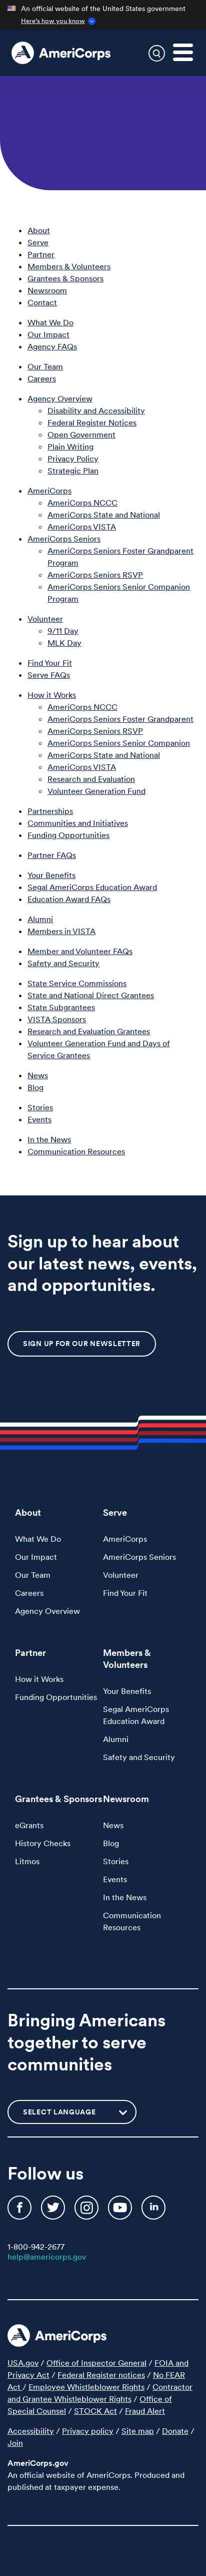 An official website of the United States government
Here's how you know
AmeriCorps
About
Serve
Partner
Members & Volunteers
Grantees & Sponsors
Newsroom
Contact
What We Do
Our Impact
Agency FAQs
Our Team
Careers
Agency Overview
Disability and Accessibility
Federal Register Notices
Open Government
Plain Writing
Privacy Policy
Strategic Plan
AmeriCorps
AmeriCorps NCCC
AmeriCorps State and National
AmeriCorps VISTA
AmeriCorps Seniors
AmeriCorps Seniors Foster Grandparent
Program
AmeriCorps Seniors RSVP
AmeriCorps Seniors Senior Companion
Program
Volunteer
9/11 Day
MLK Day
Find Your Fit
Serve FAQs
How it Works
AmeriCorps NCCC
AmeriCorps Seniors Foster Grandparent
AmeriCorps Seniors RSVP
AmeriCorps Seniors Senior Companion
AmeriCorps State and National
AmeriCorps VISTA
Research and Evaluation
Volunteer Generation Fund
Partnerships
Communities and Initiatives
Funding Opportunities
Partner FAQs
Your Benefits
Segal AmeriCorps Education Award
Education Award FAQs
Alumni
Members in VISTA
Member and Volunteer FAQs
Safety and Security
State Service Commissions
State and National Direct Grantees
State Subgrantees
VISTA Sponsors
Research and Evaluation Grantees
Volunteer Generation Fund and Days of
Service Grantees
News
Blog
Stories
Events
In the News
Communication Resources
Sign up to hear about
our latest news, events,
and opportunities.
SIGN UP FOR OUR NEWSLETTER
About
What We Do
Our Impact
Our Team
Careers
Agency Overview
Serve
AmeriCorps
AmeriCorps Seniors
Volunteer
Find Your Fit
Partner
How it Works
Funding Opportunities
Members &
Volunteers
Your Benefits
Segal AmeriCorps
Education Award
Alumni
Safety and Security
Grantees & Sponsors
eGrants
History Checks
Litmos
Newsroom
News
Blog
Stories
Events
In the News
Communication
Resources
Bringing Americans
together to serve
communities
SELECT LANGUAGE
Follow us
1-800-942-2677
help@americorps.gov
AmeriCorps
USA.gov / Office of Inspector General / FOIA and
Privacy Act / Federal Register notices / No FEAR
Act / Employee Whistleblower Rights / Contractor
and Grantee Whistleblower Rights / Office of
Special Counsel / STOCK Act / Fraud Alert
Accessibility / Privacy policy / Site map / Donate /
Join
AmeriCorps.gov
An official website of AmeriCorps. Produced and
published at taxpayer expense.